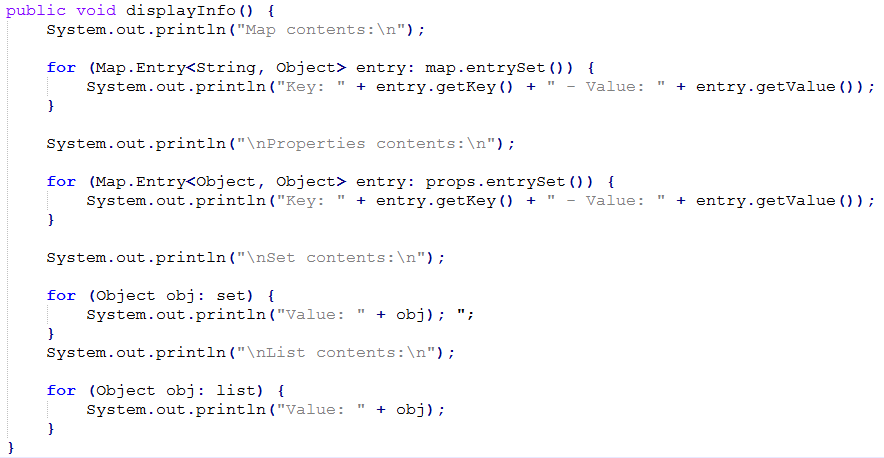 public void displayInfo() {
    System.out.println("Map contents:\n");
    for (Map.Entry<String, Object> entry: map.entrySet()) {
        System.out.println("Key: " + entry.getKey() + " - Value: " + entry.getValue());
    }
    System.out.println("\nProperties contents:\n");
    for (Map.Entry<Object, Object> entry: props.entrySet()) {
        System.out.println("Key: " + entry.getKey() + " - Value: " + entry.getValue());
    }
    System.out.println("\nSet contents:\n");
    for (Object obj: set) {
        System.out.println("Value: " + obj); ";
    }
    System.out.println("\nList contents:\n");
    for (Object obj: list) {
        System.out.println("Value: " + obj);
    }
}